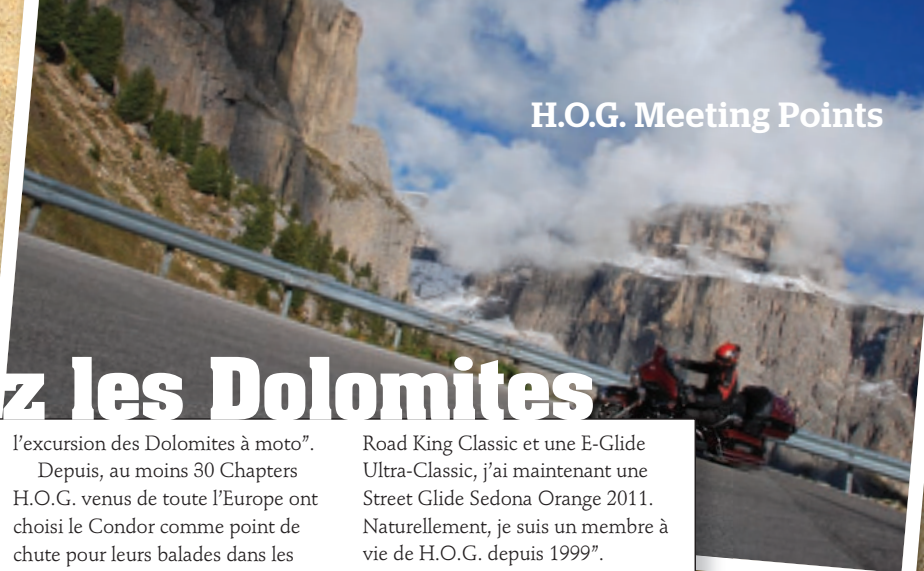 H.O.G. Meeting Points
z les Dolomites
l’excursion des Dolomites à moto”.
Depuis, au moins 30 Chapters
H.O.G. venus de toute l’Europe ont
choisi le Condor comme point de
chute pour leurs balades dans les
Road King Classic et une E-Glide
Ultra-Classic, j’ai maintenant une
Street Glide Sedona Orange 2011.
Naturellement, je suis un membre à
vie de H.O.G. depuis 1999”.